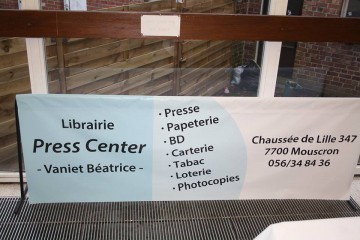 Librairie
Press Center
- Vaniet Béatrice -
· Presse
· Papeterie
· BD
· Carterie
· Tabac
· Loterie
· Photocopies
Chaussée de Lille 347
7700 Mouscron
056/34 84 36